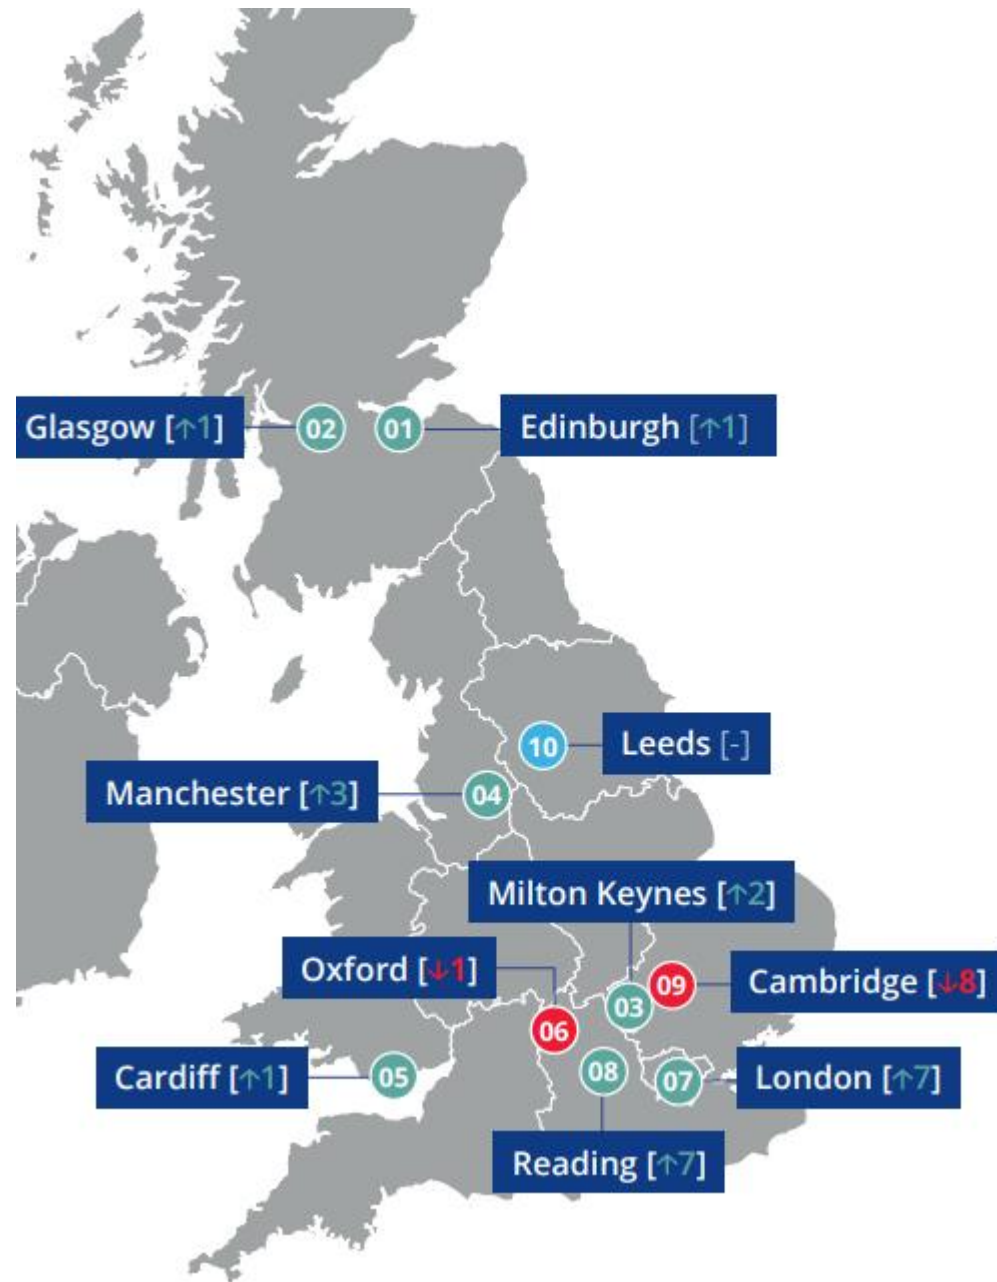 Glasgow [↑1]
02
01
Edinburgh [↑1]
10
Leeds [-]
Manchester [↑3]
04
Milton Keynes [↑2]
Oxford [↓1]
09
Cambridge [↓8]
03
06
Cardiff [↑1]
05
08
07
London [↑7]
Reading [↑7]